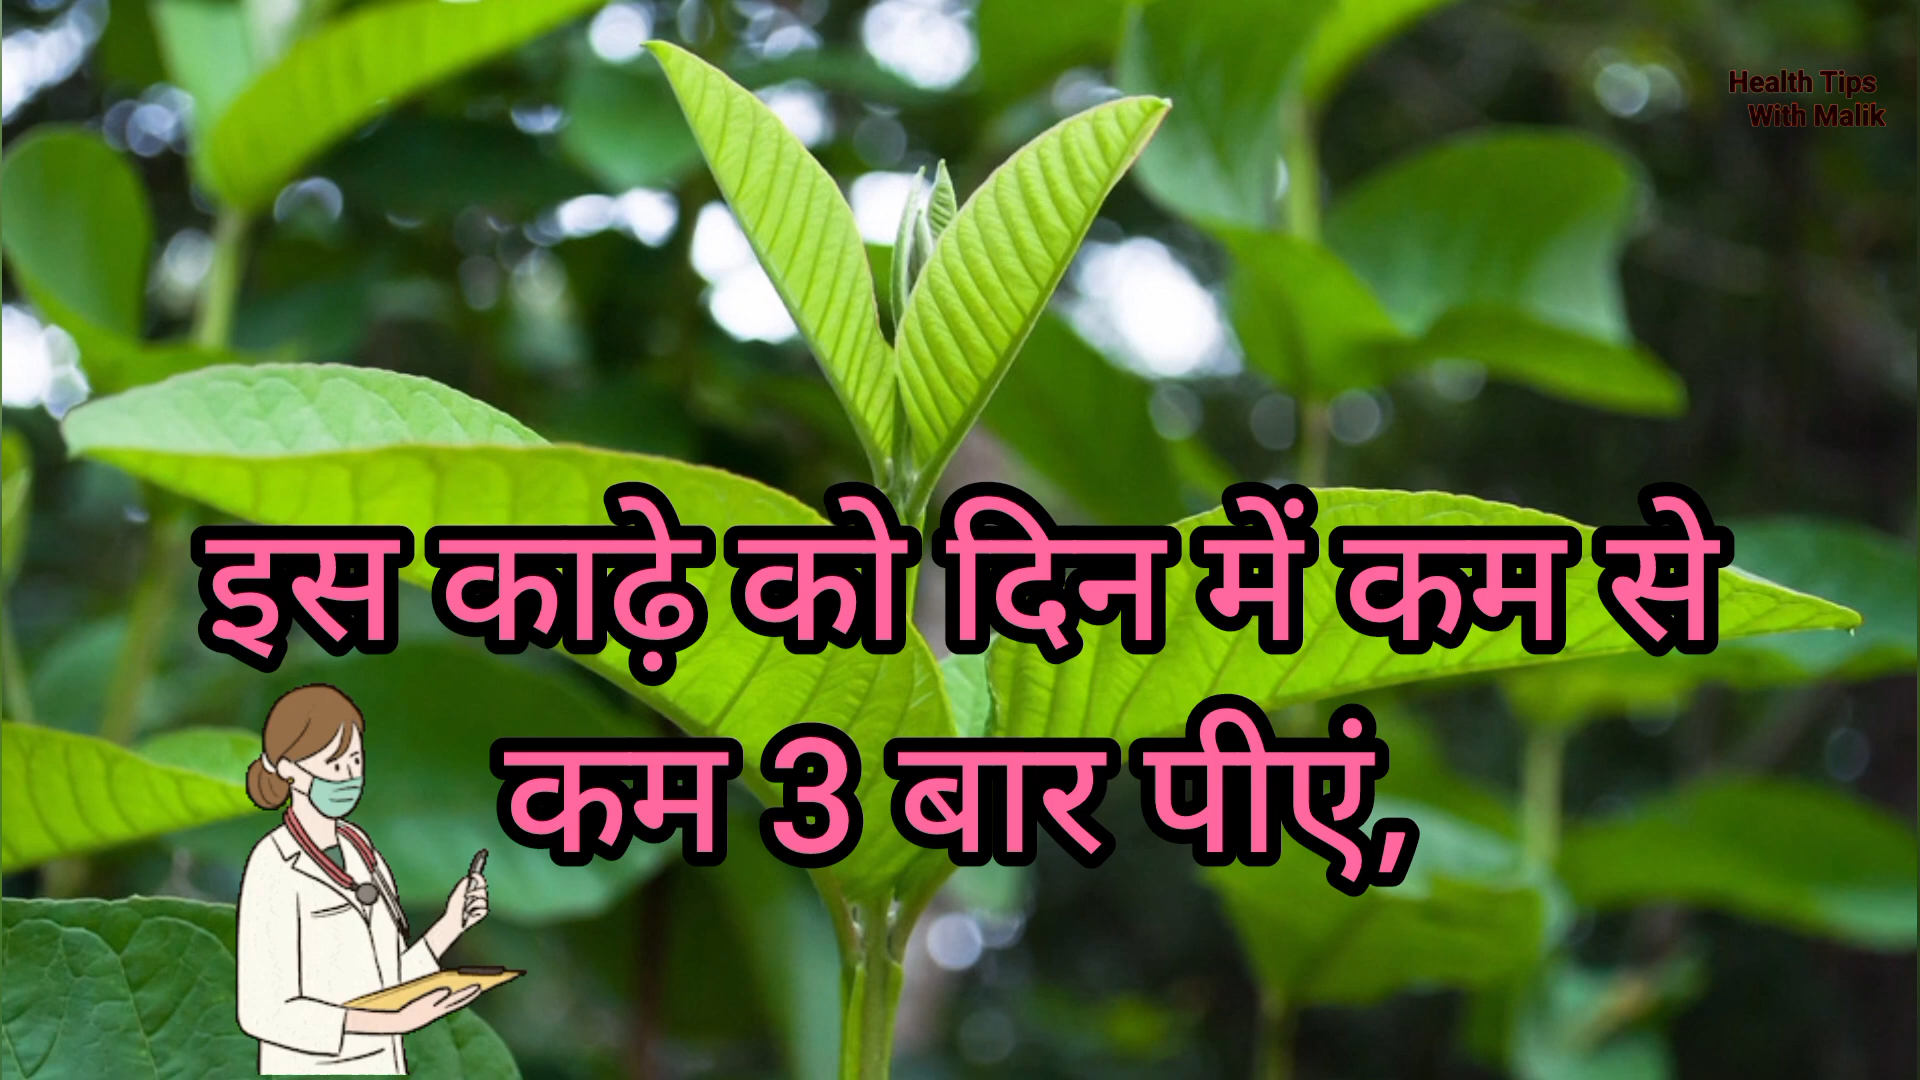 Health Tips
With Malik
इस काढ़े को दिन में कम से
कम 3 बार पीएं,